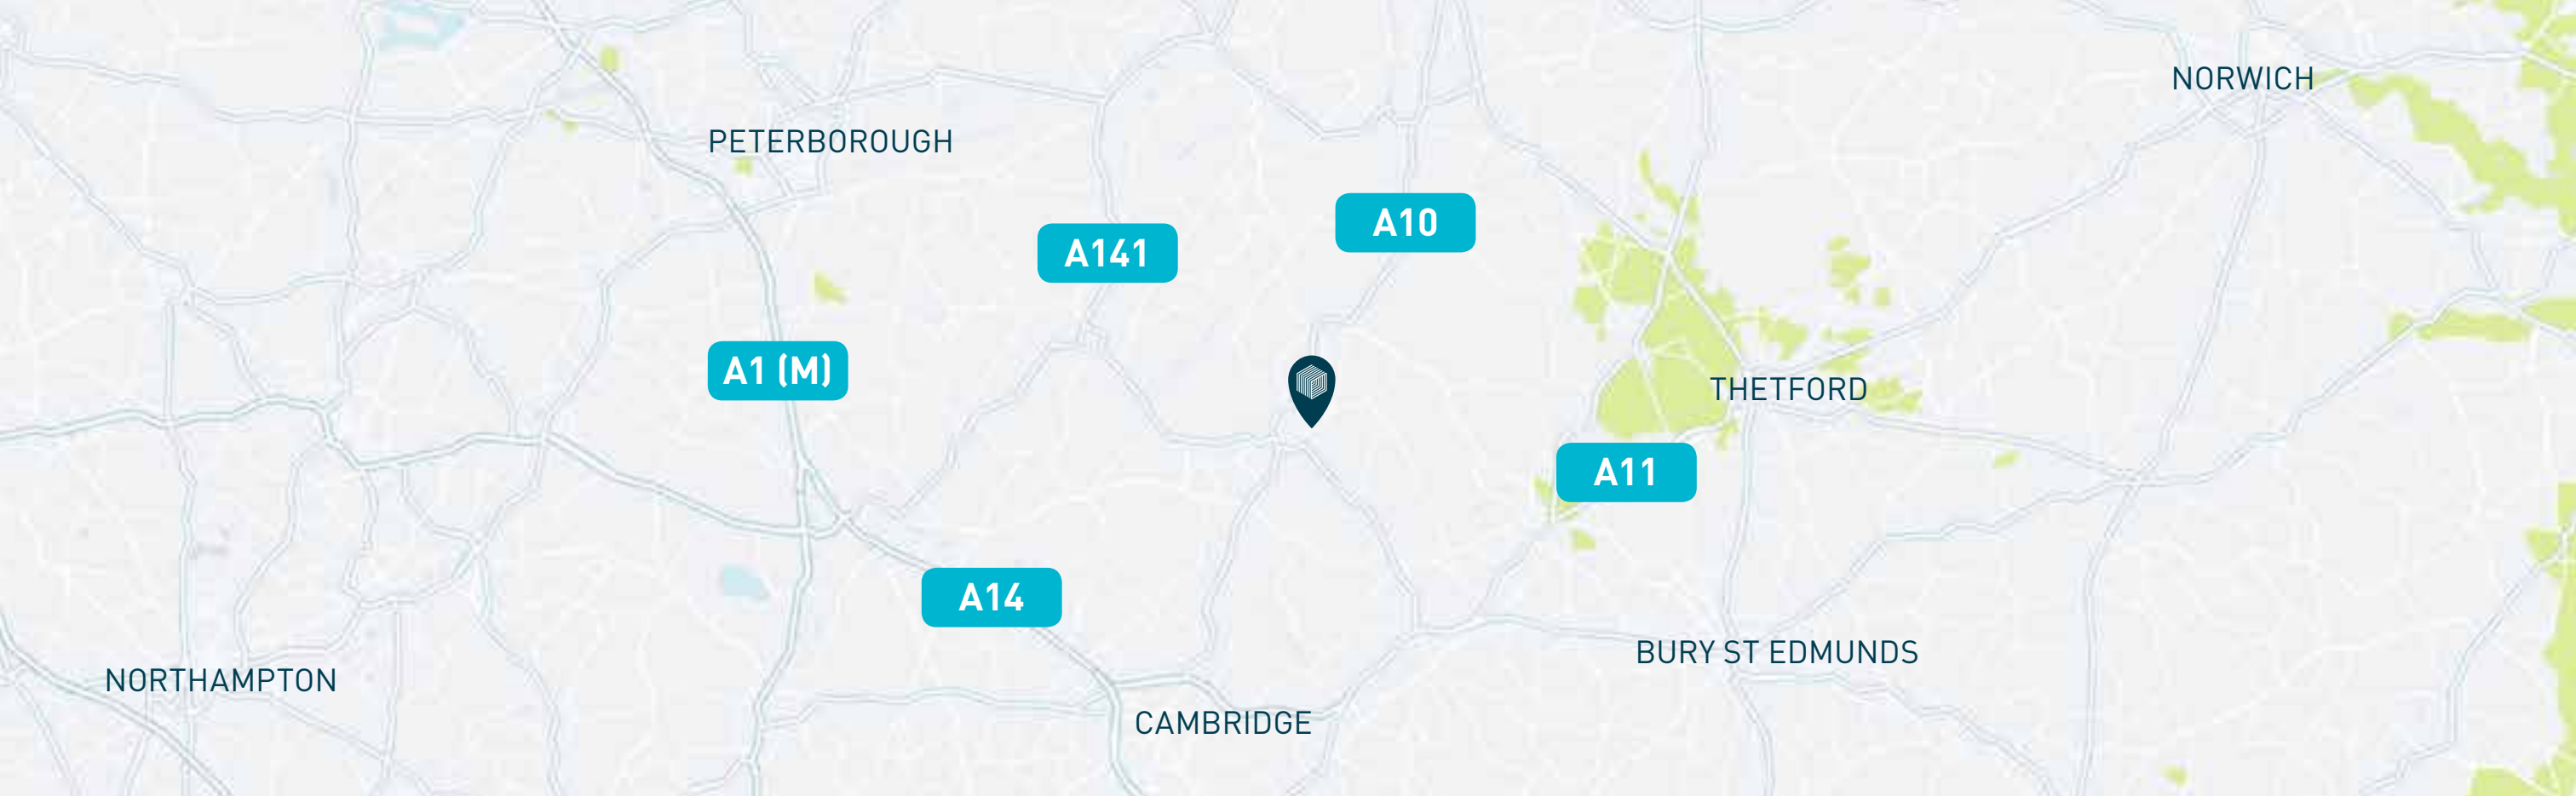 NORWICH
PETERBOROUGH
A10
A141
A1 (M)
THETFORD
A11
A14
BURY ST EDMUNDS
NORTHAMPTON
CAMBRIDGE